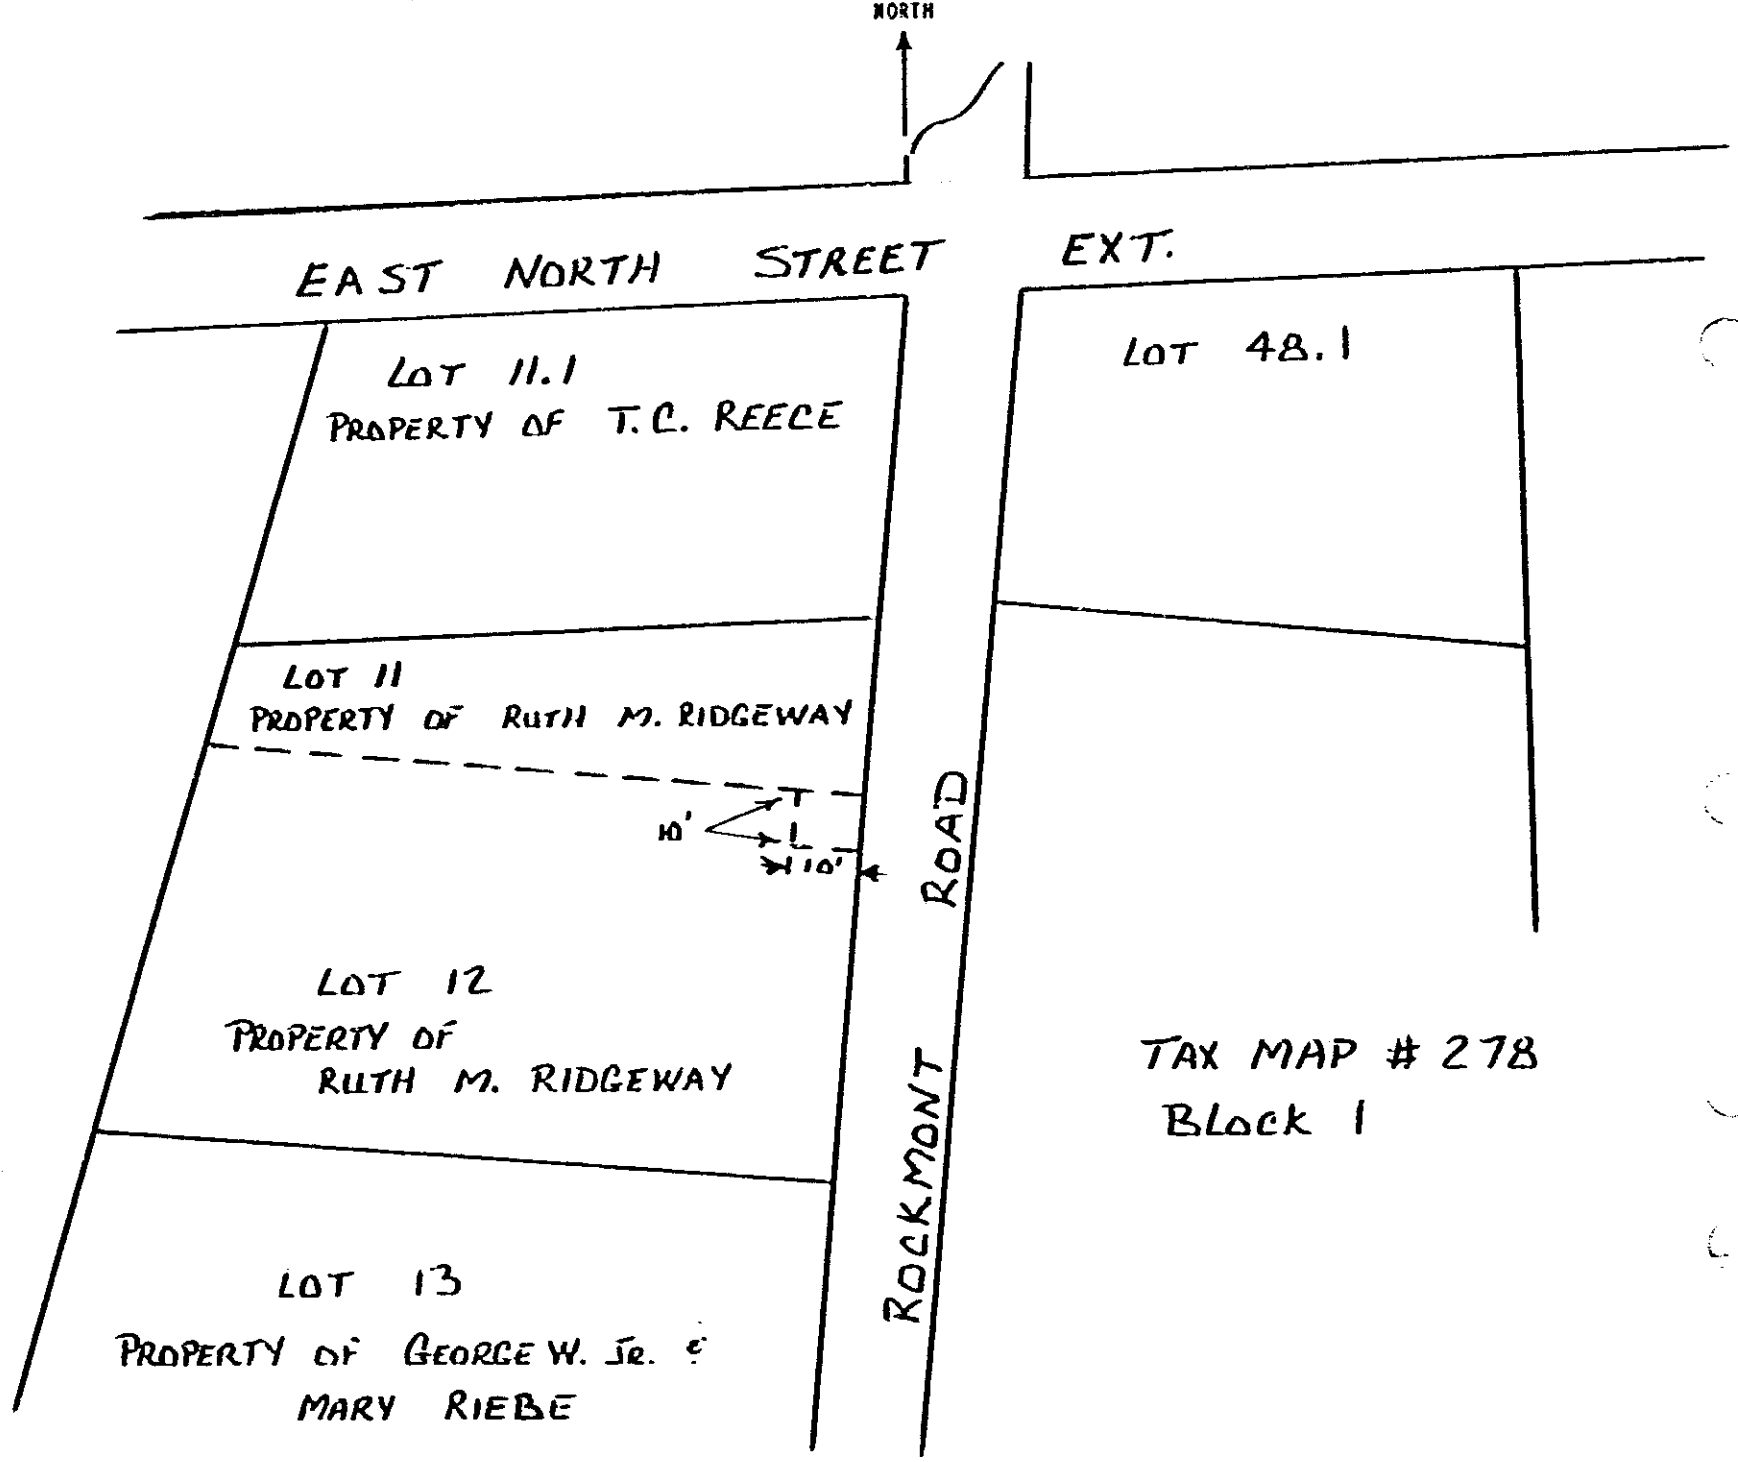 NORTH
EAST NORTH STREET EXT.
LOT 11.1
PROPERTY OF T.C. REECE
LOT 48.1
LOT 11
PROPERTY OF RUTH M. RIDGEWAY
10'
10'
ROCKMONT ROAD
LOT 12
PROPERTY OF
RUTH M. RIDGEWAY
TAX MAP # 278
BLOCK 1
LOT 13
PROPERTY OF GEORGE W. JR. &
MARY RIEBE